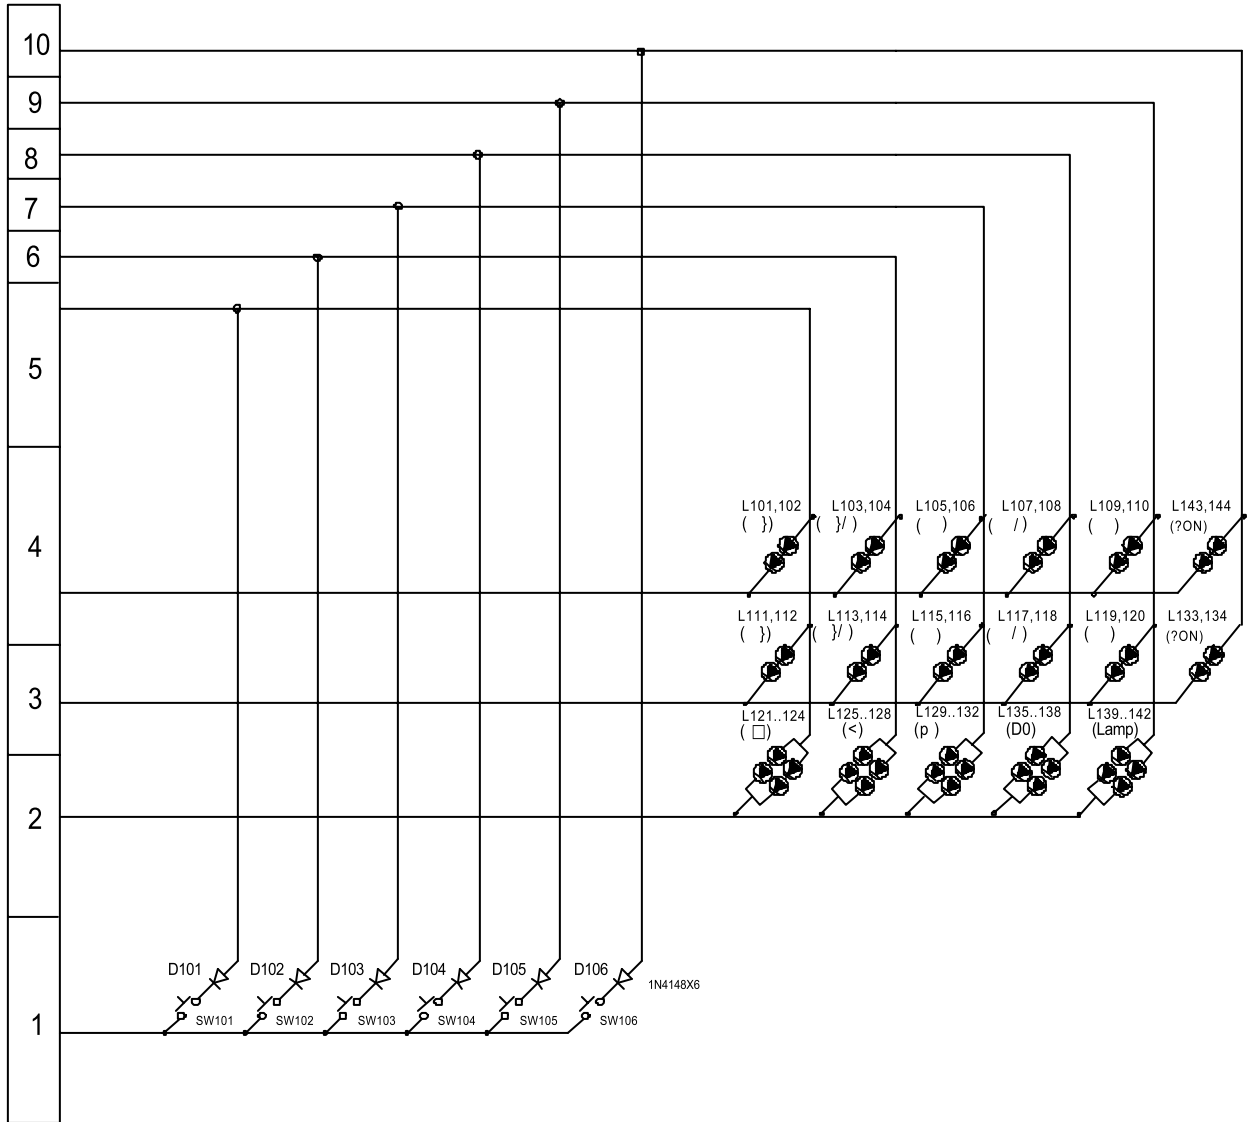 10
9
8
7
6
5
4
3
2
1
L101,102 L103,104 L105,106 L107,108 L109,110 L143,144
( }) ( }/ ) ( ) ( / ) ( ) (?ON)
L111,112 L113,114 L115,116 L117,118 L119,120 L133,134
( }) ( }/ ) ( ) ( / ) ( ) (?ON)
L121..124 L125..128 L129..132 L135..138 L139..142
( □) (<) (p ) (D0) (Lamp)
D101 D102 D103 D104 D105 D106
1N4148X6
SW101 SW102 SW103 SW104 SW105 SW106